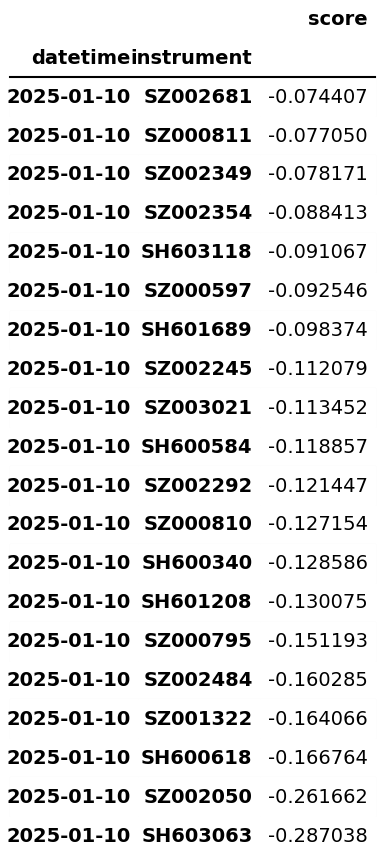 score
datetime instrument
2025-01-10 SZ002681 -0.074407
2025-01-10 SZ000811 -0.077050
2025-01-10 SZ002349 -0.078171
2025-01-10 SZ002354 -0.088413
2025-01-10 SH603118 -0.091067
2025-01-10 SZ000597 -0.092546
2025-01-10 SH601689 -0.098374
2025-01-10 SZ002245 -0.112079
2025-01-10 SZ003021 -0.113452
2025-01-10 SH600584 -0.118857
2025-01-10 SZ002292 -0.121447
2025-01-10 SZ000810 -0.127154
2025-01-10 SH600340 -0.128586
2025-01-10 SH601208 -0.130075
2025-01-10 SZ000795 -0.151193
2025-01-10 SZ002484 -0.160285
2025-01-10 SZ001322 -0.164066
2025-01-10 SH600618 -0.166764
2025-01-10 SZ002050 -0.261662
2025-01-10 SH603063 -0.287038